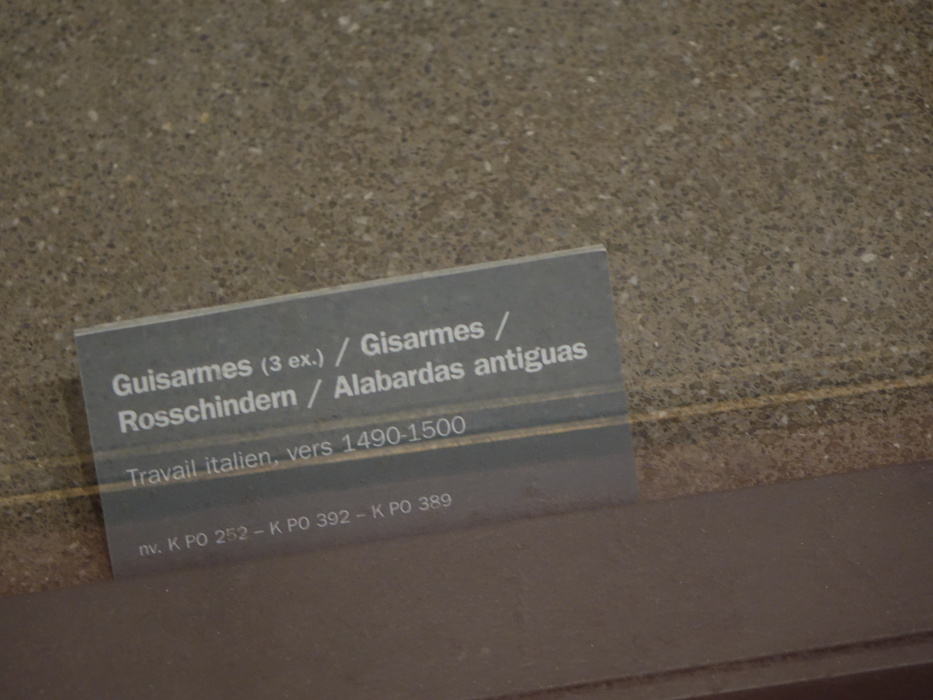 Guisarmes (3 ex.) / Gisarmes /
Rosschindern / Alabardas antiguas
Travail italien, vers 1490-1500
nv. K PO 252 – K PO 392 – K PO 389